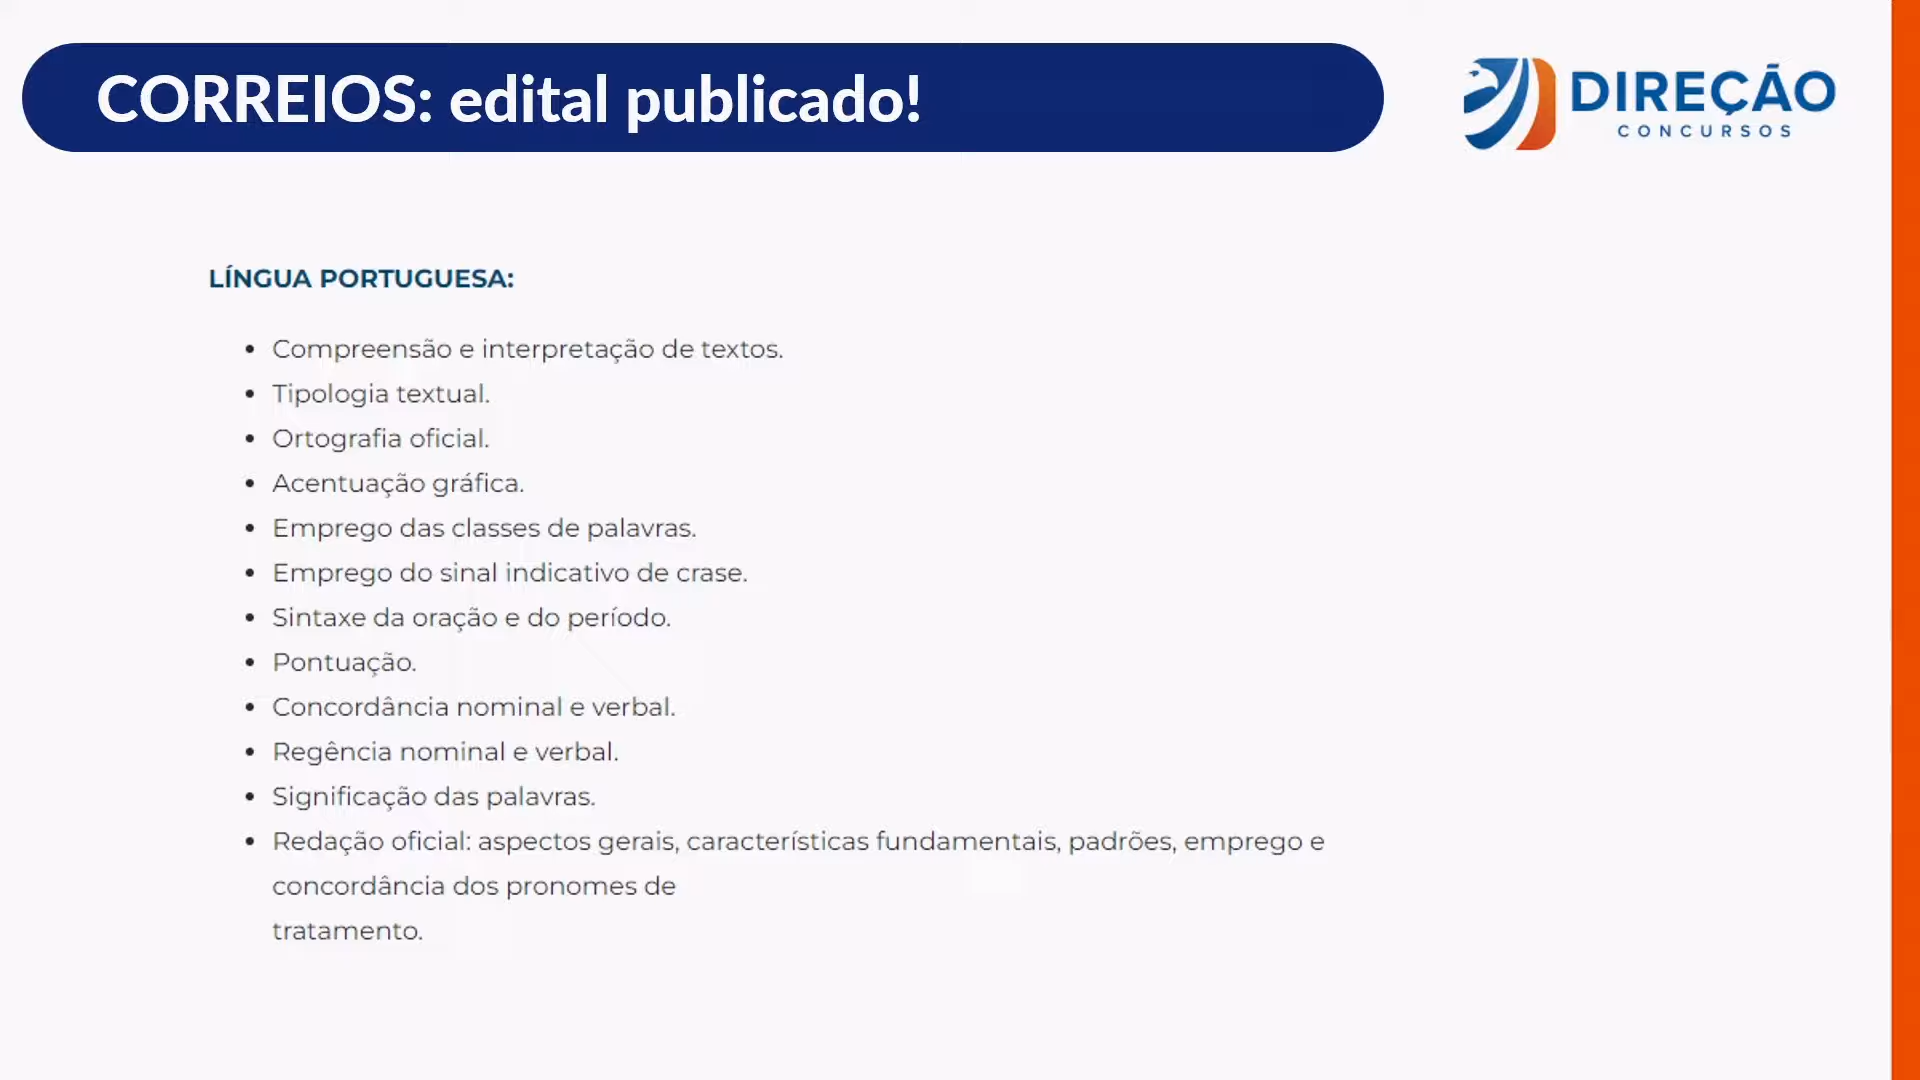 CORREIOS: edital publicado!
DIREÇÃO
CONCURSOS
LÍNGUA PORTUGUESA:
• Compreensão e interpretação de textos.
• Tipologia textual.
• Ortografia oficial.
• Acentuação gráfica.
• Emprego das classes de palavras.
• Emprego do sinal indicativo de crase.
• Sintaxe da oração e do período.
• Pontuação.
• Concordância nominal e verbal.
• Regência nominal e verbal.
• Significação das palavras.
• Redação oficial: aspectos gerais, características fundamentais, padrões, emprego e
concordância dos pronomes de
tratamento.